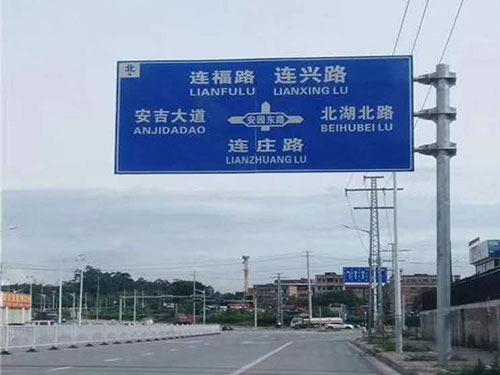 北
连福路 连兴路
LIANFULU LIANXING LU
安吉大道 安园东路 北湖北路
ANJIDADAO BEIHUBEI LU
连庄路
LIANZHUANG LU